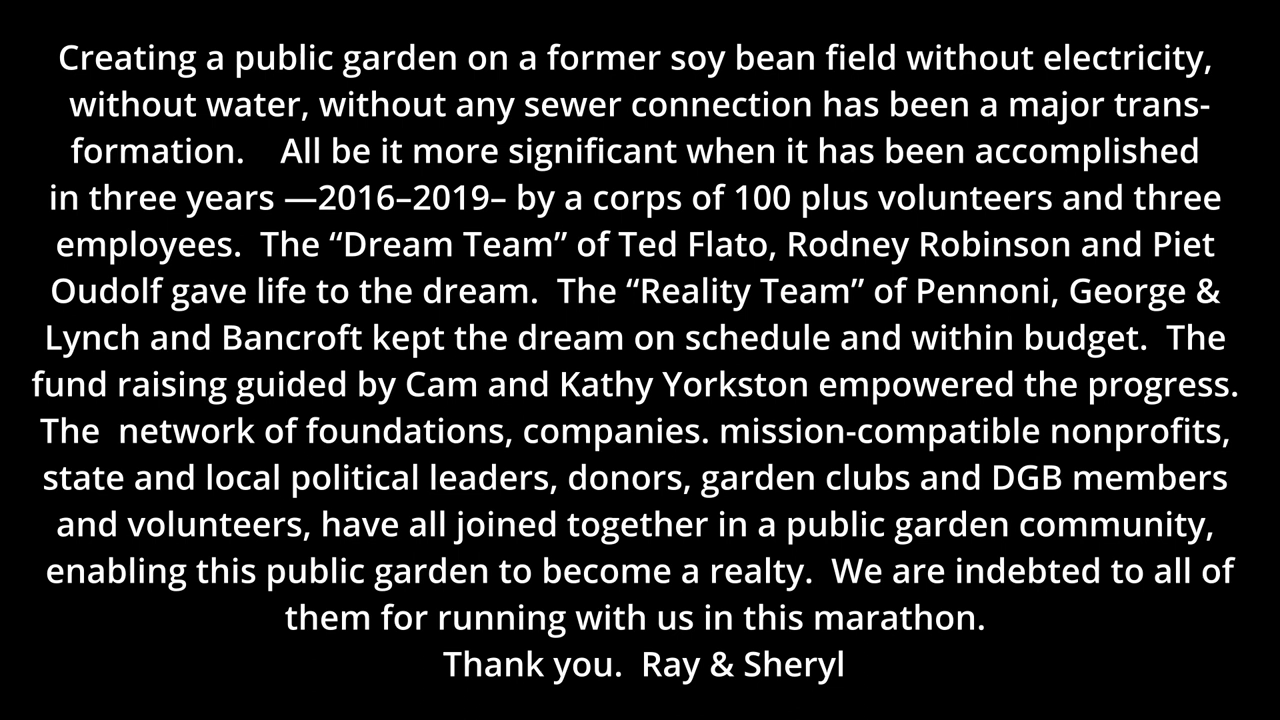 Creating a public garden on a former soy bean field without electricity,
without water, without any sewer connection has been a major trans-
formation.    All be it more significant when it has been accomplished
in three years —2016–2019– by a corps of 100 plus volunteers and three
employees.  The “Dream Team” of Ted Flato, Rodney Robinson and Piet
Oudolf gave life to the dream.  The “Reality Team” of Pennoni, George &
Lynch and Bancroft kept the dream on schedule and within budget.  The
fund raising guided by Cam and Kathy Yorkston empowered the progress.
The  network of foundations, companies. mission-compatible nonprofits,
state and local political leaders, donors, garden clubs and DGB members
and volunteers, have all joined together in a public garden community,
enabling this public garden to become a realty.  We are indebted to all of
them for running with us in this marathon.
Thank you.  Ray & Sheryl